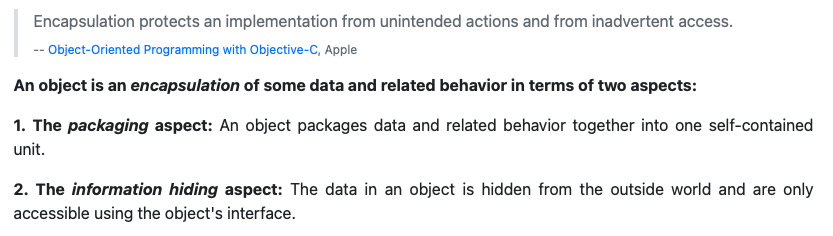 Encapsulation protects an implementation from unintended actions and from inadvertent access.
-- Object-Oriented Programming with Objective-C, Apple
An object is an encapsulation of some data and related behavior in terms of two aspects:
1. The packaging aspect: An object packages data and related behavior together into one self-contained
unit.
2. The information hiding aspect: The data in an object is hidden from the outside world and are only
accessible using the object's interface.